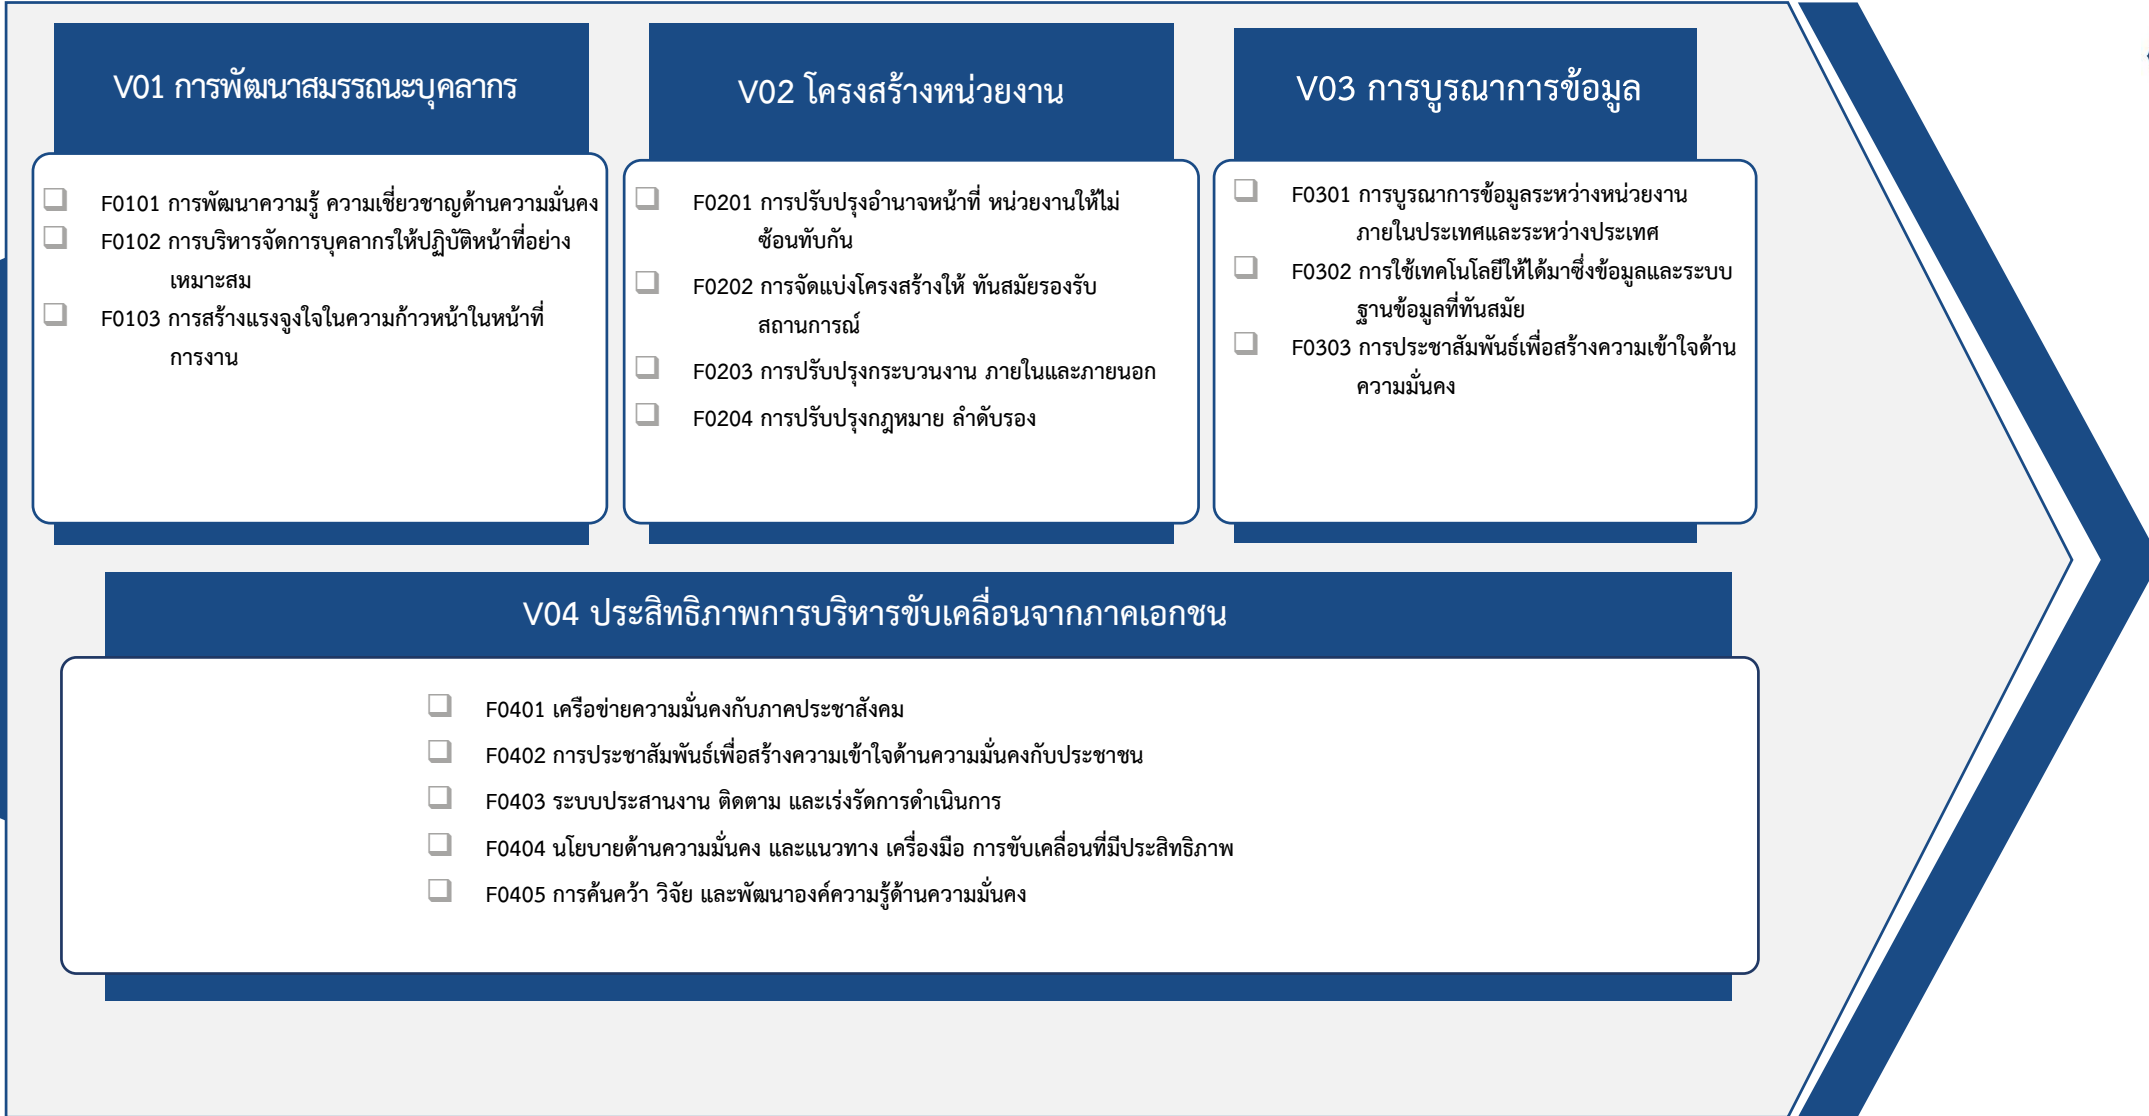 V01 การพัฒนาสมรรถนะบุคลากร
F0101 การพัฒนาความรู้ ความเชี่ยวชาญด้านความมั่นคง
F0102 การบริหารจัดการบุคลากรให้ปฏิบัติหน้าที่อย่าง
เหมาะสม
F0103 การสร้างแรงจูงใจในความก้าวหน้าในหน้าที่
การงาน
V02 โครงสร้างหน่วยงาน
F0201 การปรับปรุงอำนาจหน้าที่ หน่วยงานให้ไม่
ซ้อนทับกัน
F0202 การจัดแบ่งโครงสร้างให้ ทันสมัยรองรับ
สถานการณ์
F0203 การปรับปรุงกระบวนงาน ภายในและภายนอก
F0204 การปรับปรุงกฎหมาย ลำดับรอง
V03 การบูรณาการข้อมูล
F0301 การบูรณาการข้อมูลระหว่างหน่วยงาน
ภายในประเทศและระหว่างประเทศ
F0302 การใช้เทคโนโลยีให้ได้มาซึ่งข้อมูลและระบบ
ฐานข้อมูลที่ทันสมัย
F0303 การประชาสัมพันธ์เพื่อสร้างความเข้าใจด้าน
ความมั่นคง
V04 ประสิทธิภาพการบริหารขับเคลื่อนจากภาคเอกชน
F0401 เครือข่ายความมั่นคงกับภาคประชาสังคม
F0402 การประชาสัมพันธ์เพื่อสร้างความเข้าใจด้านความมั่นคงกับประชาชน
F0403 ระบบประสานงาน ติดตาม และเร่งรัดการดำเนินการ
F0404 นโยบายด้านความมั่นคง และแนวทาง เครื่องมือ การขับเคลื่อนที่มีประสิทธิภาพ
F0405 การค้นคว้า วิจัย และพัฒนาองค์ความรู้ด้านความมั่นคง